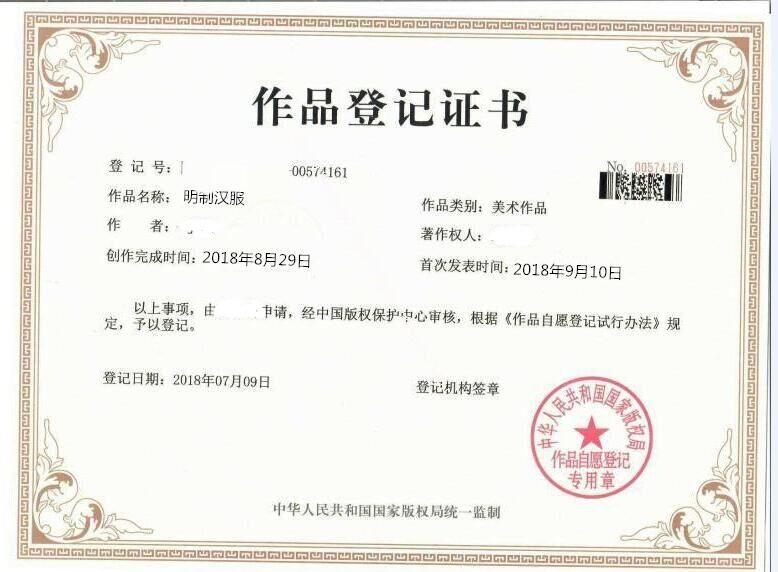 作品登记证书
登 记 号: -00574161
No. 00574161
作品名称: 明制汉服
作品类别: 美术作品
作 者:
著作权人:
创作完成时间: 2018年8月29日
首次发表时间: 2018年9月10日
以上事项, 由 申请, 经中国版权保护中心审核, 根据《作品自愿登记试行办法》规
定, 予以登记。
登记日期: 2018年07月09日
登记机构签章
中华人民共和国国家版权局
作品自愿登记
专用章
中华人民共和国国家版权局统一监制